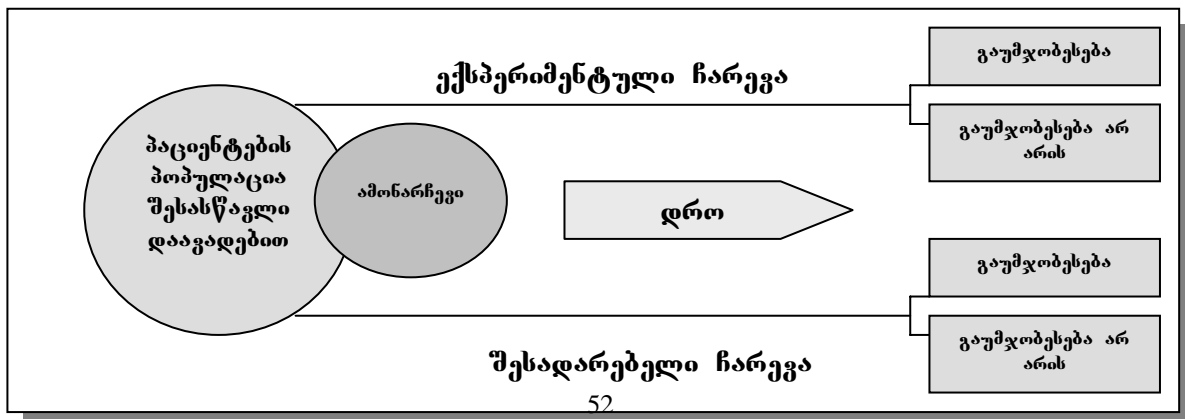 გაუმჯობესება
ექსპერიმენტული ჩარევა
გაუმჯობესება არ
არის
პაციენტების
პოპულაცია
შესასწავლი
დაავადებით
ამონარჩევი
დრო
გაუმჯობესება
გაუმჯობესება არ
არის
შესადარებელი ჩარევა
52